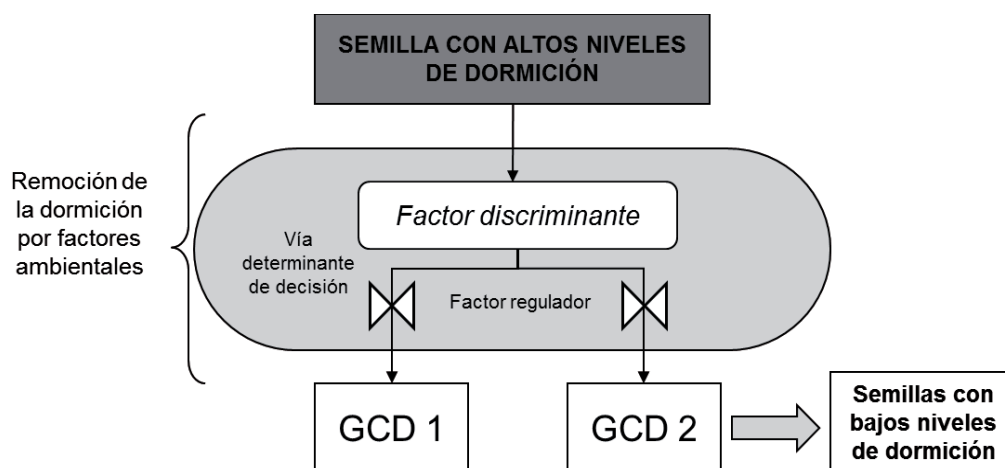 SEMILLA CON ALTOS NIVELES
DE DORMICIÓN
Remoción de
la dormición
por factores
ambientales
Factor discriminante
Vía
determinante
de decisión
Factor regulador
GCD 1
GCD 2
Semillas con
bajos niveles
de dormición